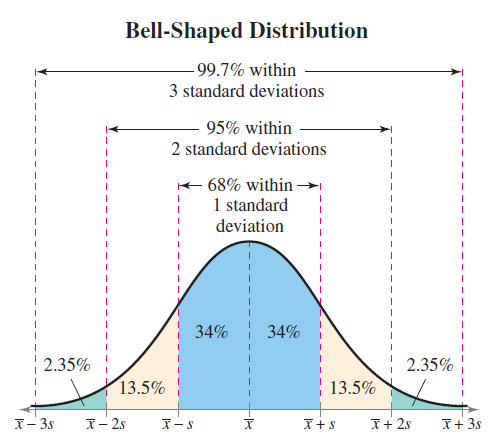 Bell-Shaped Distribution
99.7% within
3 standard deviations
95% within
2 standard deviations
68% within
1 standard
deviation
34% 34%
2.35% 2.35%
13.5% 13.5%
x̅ – 3s x̅ – 2s x̅ – s x̅ x̅ + s x̅ + 2s x̅ + 3s